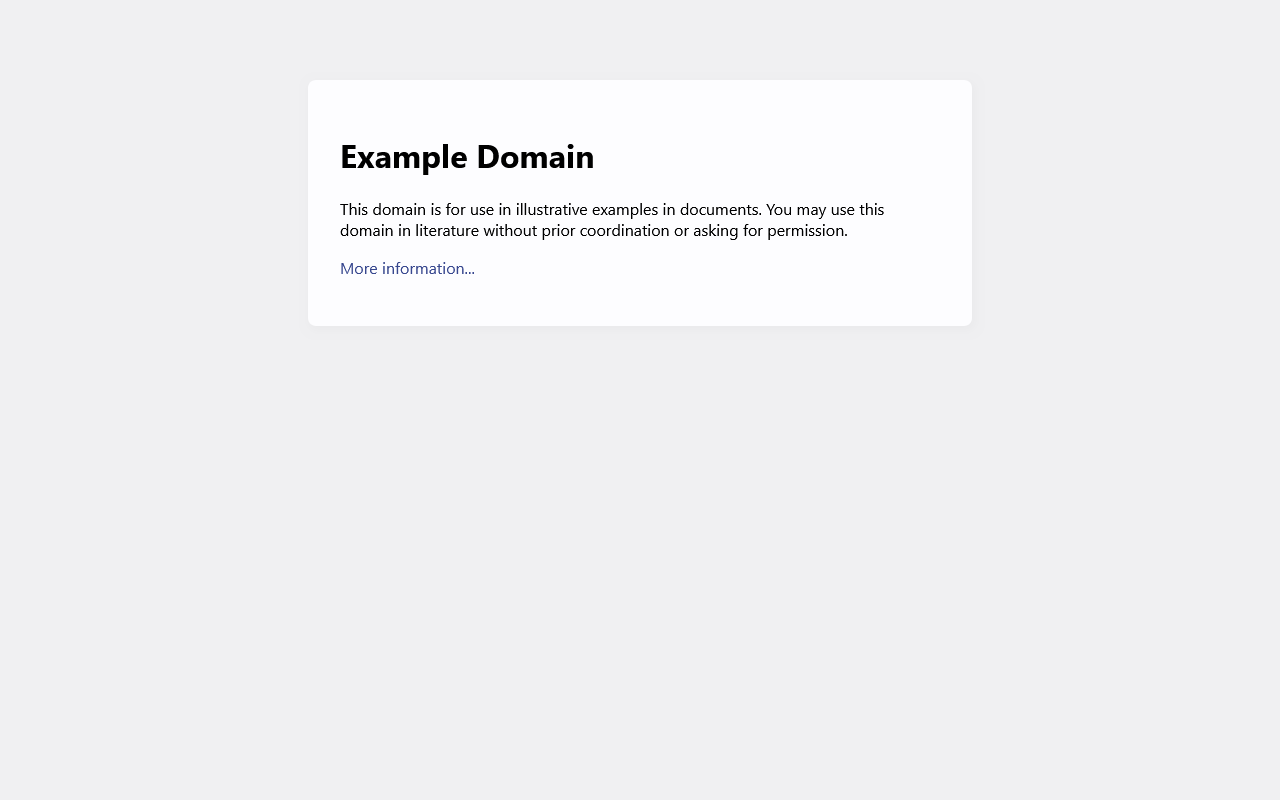 Example Domain
This domain is for use in illustrative examples in documents. You may use this
domain in literature without prior coordination or asking for permission.
More information...